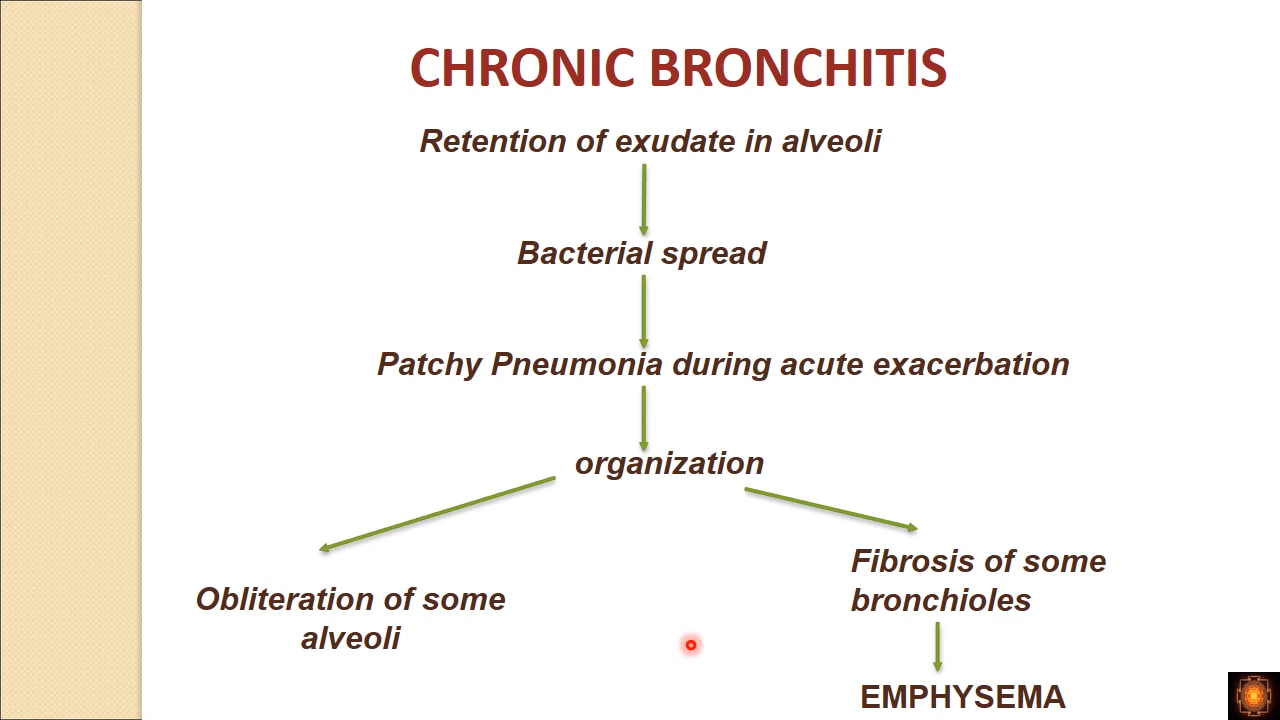 CHRONIC BRONCHITIS
Retention of exudate in alveoli
Bacterial spread
Patchy Pneumonia during acute exacerbation
organization
Obliteration of some
alveoli
Fibrosis of some
bronchioles
EMPHYSEMA